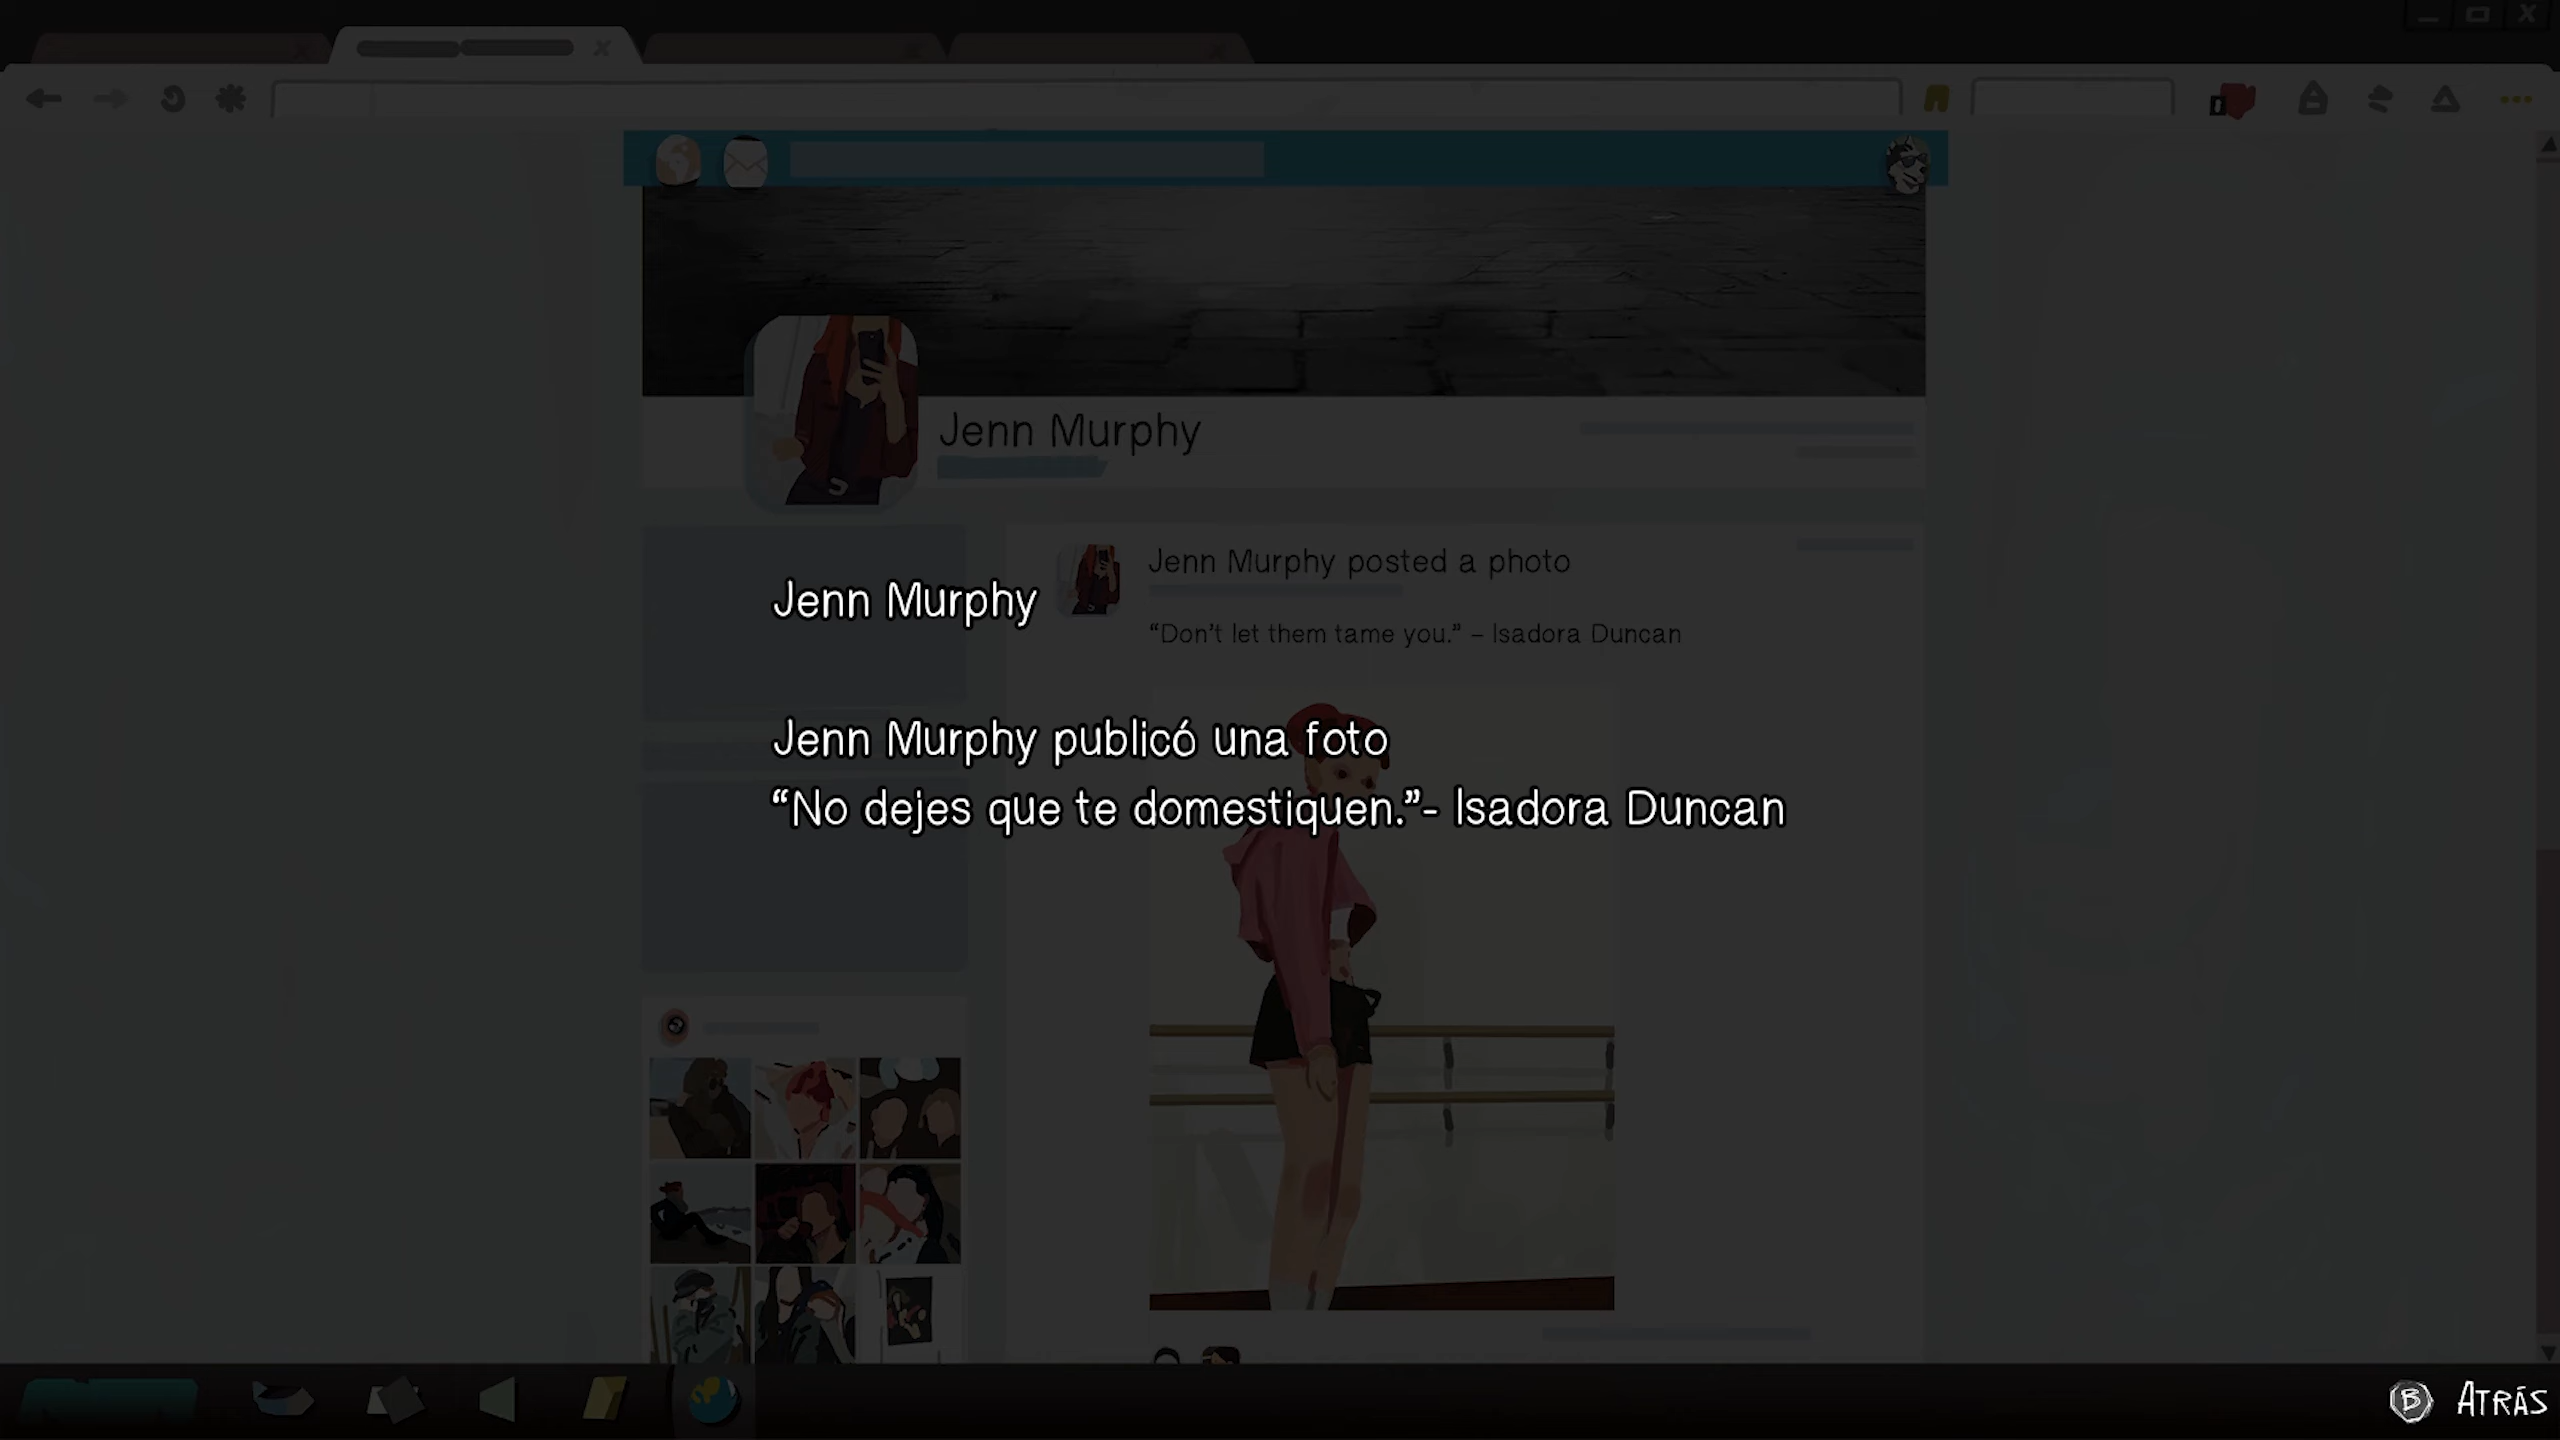 Jenn Murphy
Jenn Murphy posted a photo
“Don't let them tame you.” – Isadora Duncan
Jenn Murphy
Jenn Murphy publicó una foto
“No dejes que te domestiquen.”- Isadora Duncan
B ATRÁS